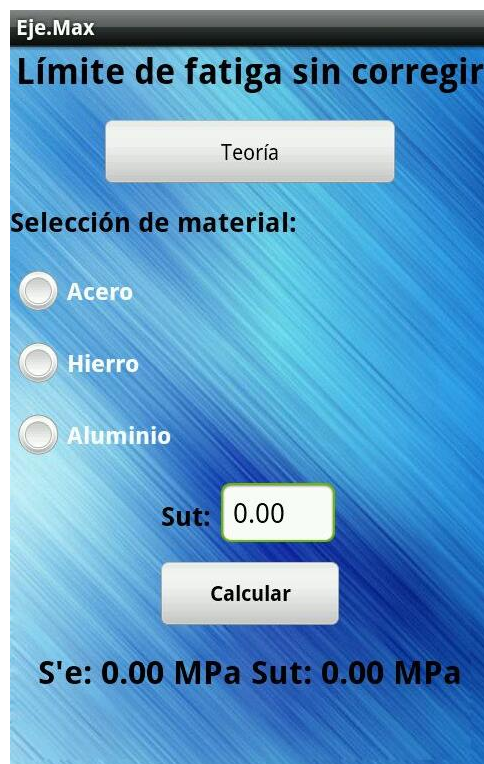 Eje.Max
Límite de fatiga sin corregir
Teoría
Selección de material:
Acero
Hierro
Aluminio
Sut: 0.00
Calcular
S'e: 0.00 MPa Sut: 0.00 MPa